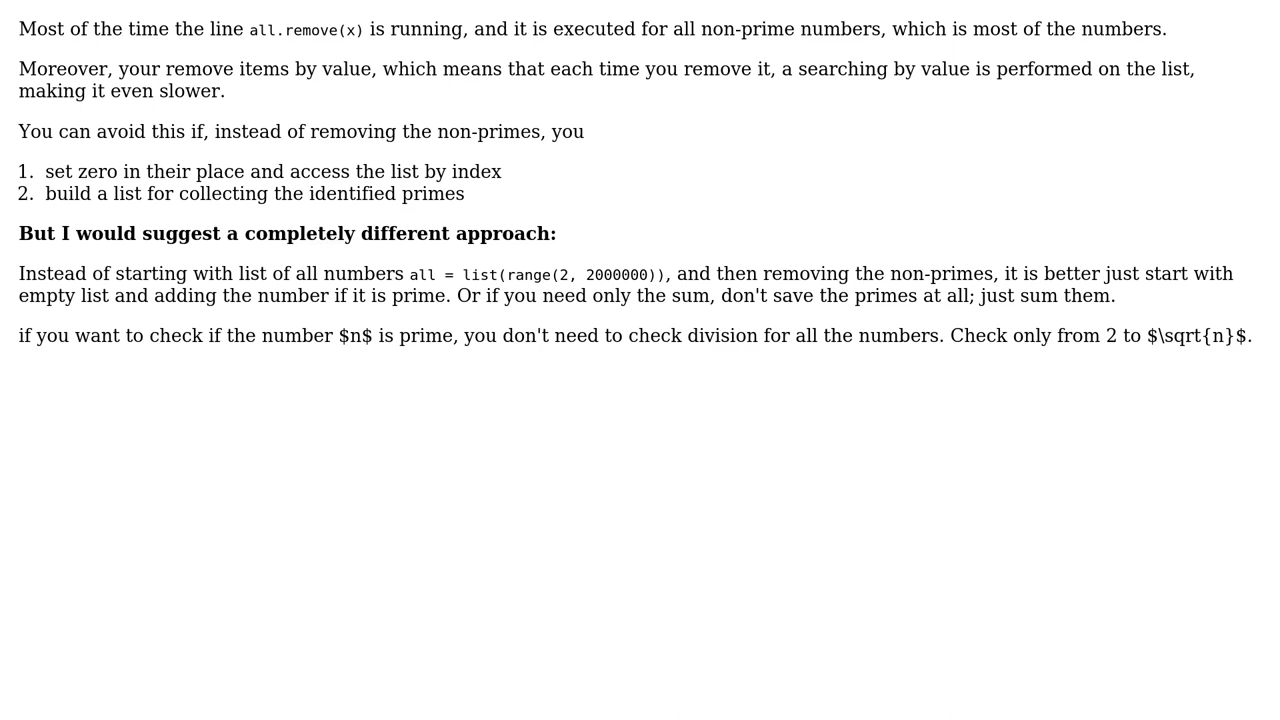 Most of the time the line all.remove(x) is running, and it is executed for all non-prime numbers, which is most of the numbers.
Moreover, your remove items by value, which means that each time you remove it, a searching by value is performed on the list,
making it even slower.
You can avoid this if, instead of removing the non-primes, you
1. set zero in their place and access the list by index
2. build a list for collecting the identified primes
But I would suggest a completely different approach:
Instead of starting with list of all numbers all = list(range(2, 2000000)), and then removing the non-primes, it is better just start with
empty list and adding the number if it is prime. Or if you need only the sum, don't save the primes at all; just sum them.
if you want to check if the number $n$ is prime, you don't need to check division for all the numbers. Check only from 2 to $\sqrt{n}$.